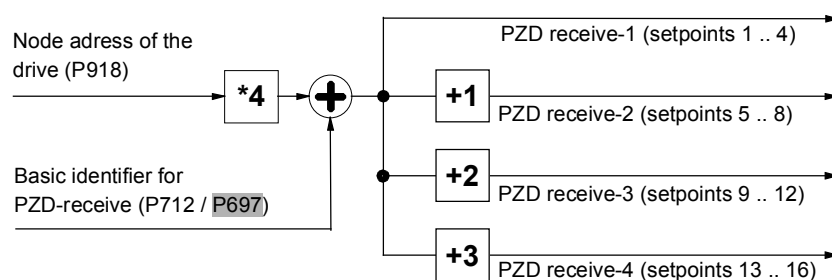 Node adress of the
drive (P918)
*4
+
PZD receive-1 (setpoints 1 .. 4)
+1
PZD receive-2 (setpoints 5 .. 8)
Basic identifier for
PZD-receive (P712 / P697)
+2
PZD receive-3 (setpoints 9 .. 12)
+3
PZD receive-4 (setpoints 13 .. 16)